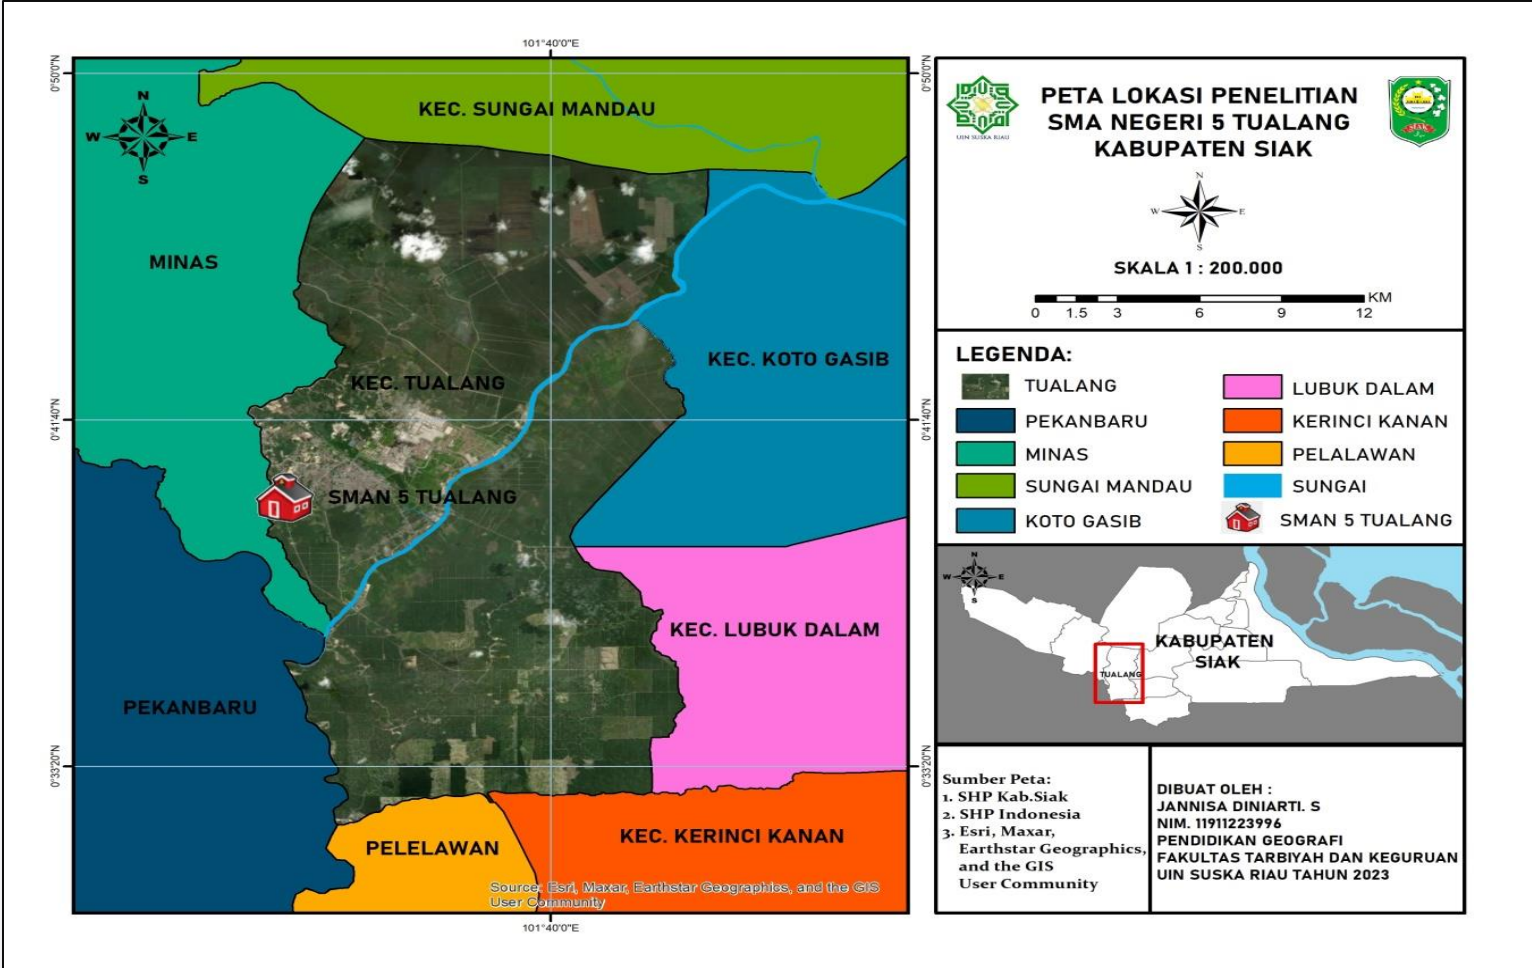 101°40'0"E
0°50'0"N
0°50'0"N
N
W
E
S
KEC. SUNGAI MANDAU
MINAS
KEC. KOTO GASIB
KEC. TUALANG
0°41'40"N
0°41'40"N
SMAN 5 TUALANG
KEC. LUBUK DALAM
PEKANBARU
0°33'20"N
0°33'20"N
KEC. KERINCI KANAN
PELELAWAN
Source: Esri, Maxar, Earthstar Geographics, and the GIS
User Community
101°40'0"E
UIN SUSKA RIAU
SIAK
PETA LOKASI PENELITIAN
SMA NEGERI 5 TUALANG
KABUPATEN SIAK
N
W
E
S
SKALA 1 : 200.000
KM
0 1.5 3 6 9 12
LEGENDA:
TUALANG
PEKANBARU
MINAS
SUNGAI MANDAU
KOTO GASIB
LUBUK DALAM
KERINCI KANAN
PELALAWAN
SUNGAI
SMAN 5 TUALANG
N
W
E
S
KABUPATEN
SIAK
TUALANG
Sumber Peta:
1. SHP Kab.Siak
2. SHP Indonesia
3. Esri, Maxar,
Earthstar Geographics,
and the GIS
User Community
DIBUAT OLEH :
JANNISA DINIARTI. S
NIM. 11911223996
PENDIDIKAN GEOGRAFI
FAKULTAS TARBIYAH DAN KEGURUAN
UIN SUSKA RIAU TAHUN 2023